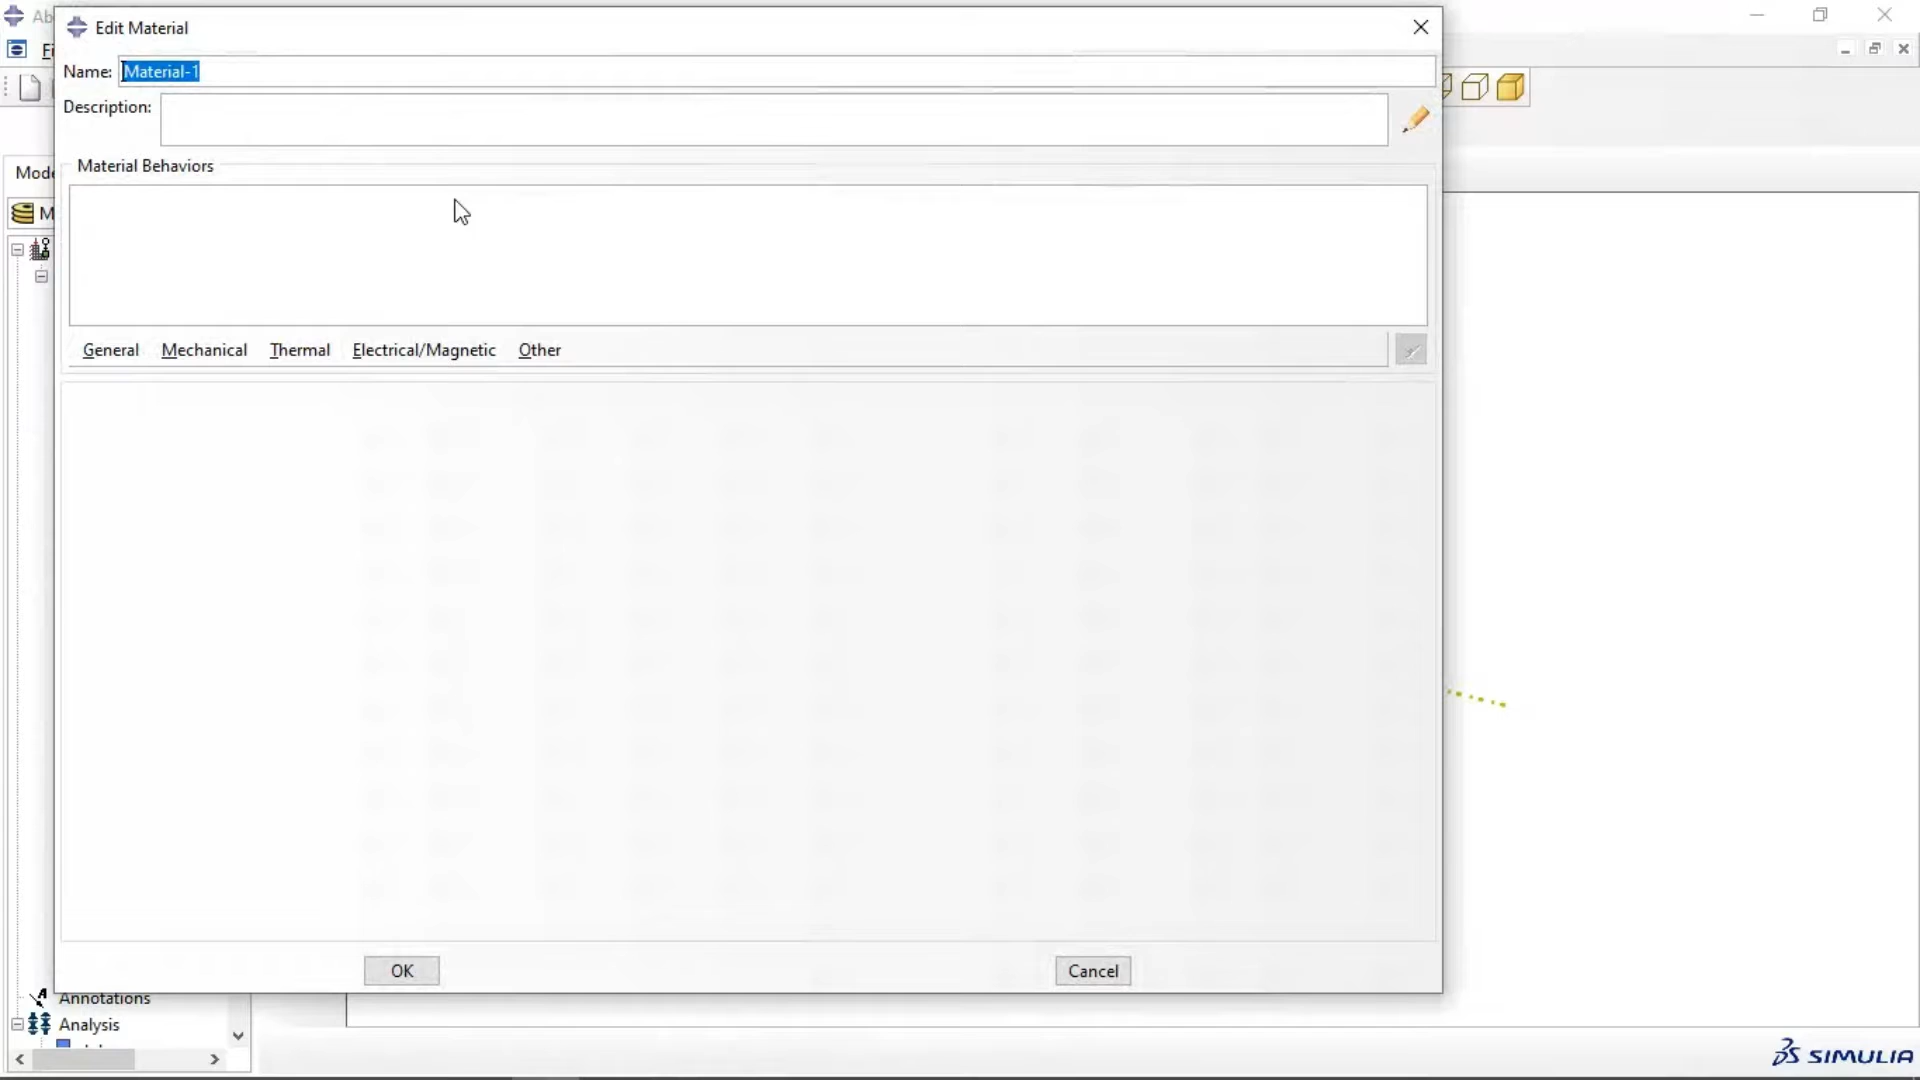 Edit Material
Name: Material-1
Description:
Material Behaviors
General Mechanical Thermal Electrical/Magnetic Other
OK Cancel
Annotations
Analysis
SIMULIA